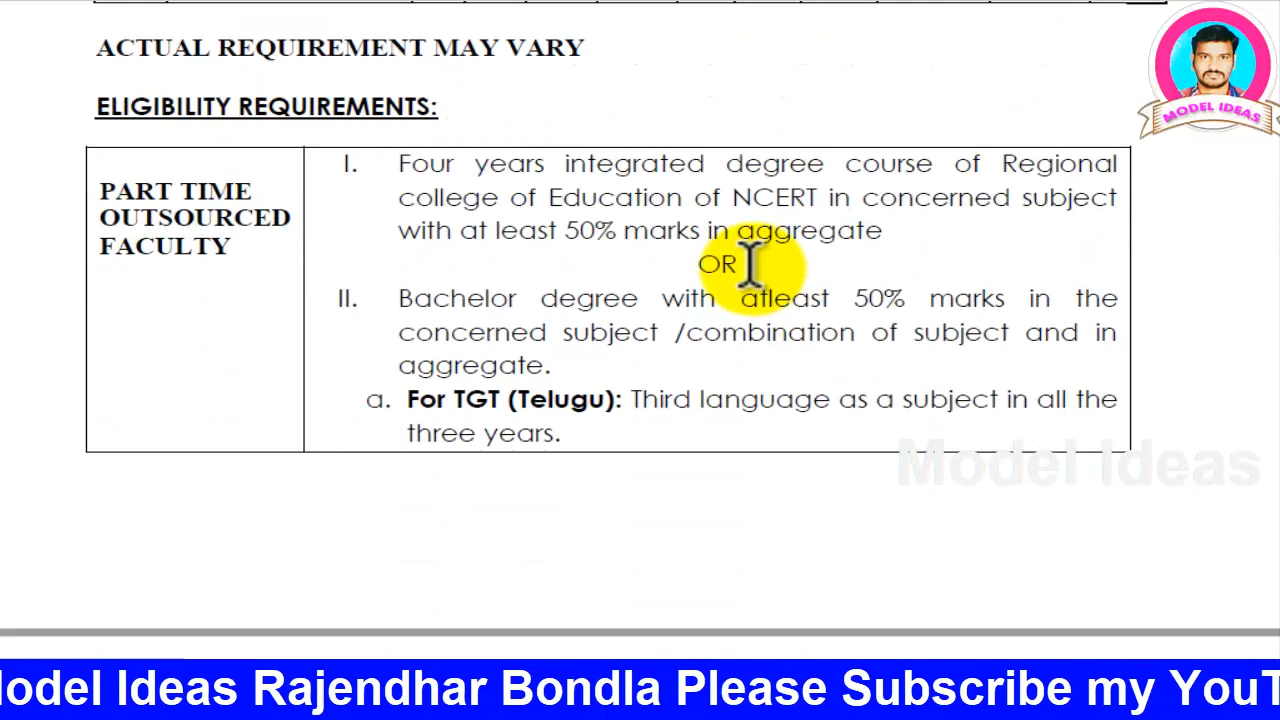 ACTUAL REQUIREMENT MAY VARY
ELIGIBILITY REQUIREMENTS:
PART TIME
OUTSOURCED
FACULTY
I. Four years integrated degree course of Regional
college of Education of NCERT in concerned subject
with at least 50% marks in aggregate
OR
II. Bachelor degree with atleast 50% marks in the
concerned subject /combination of subject and in
aggregate.
a. For TGT (Telugu): Third language as a subject in all the
three years.
MODEL IDEAS
Model Ideas
Model Ideas Rajendhar Bondla Please Subscribe my YouT